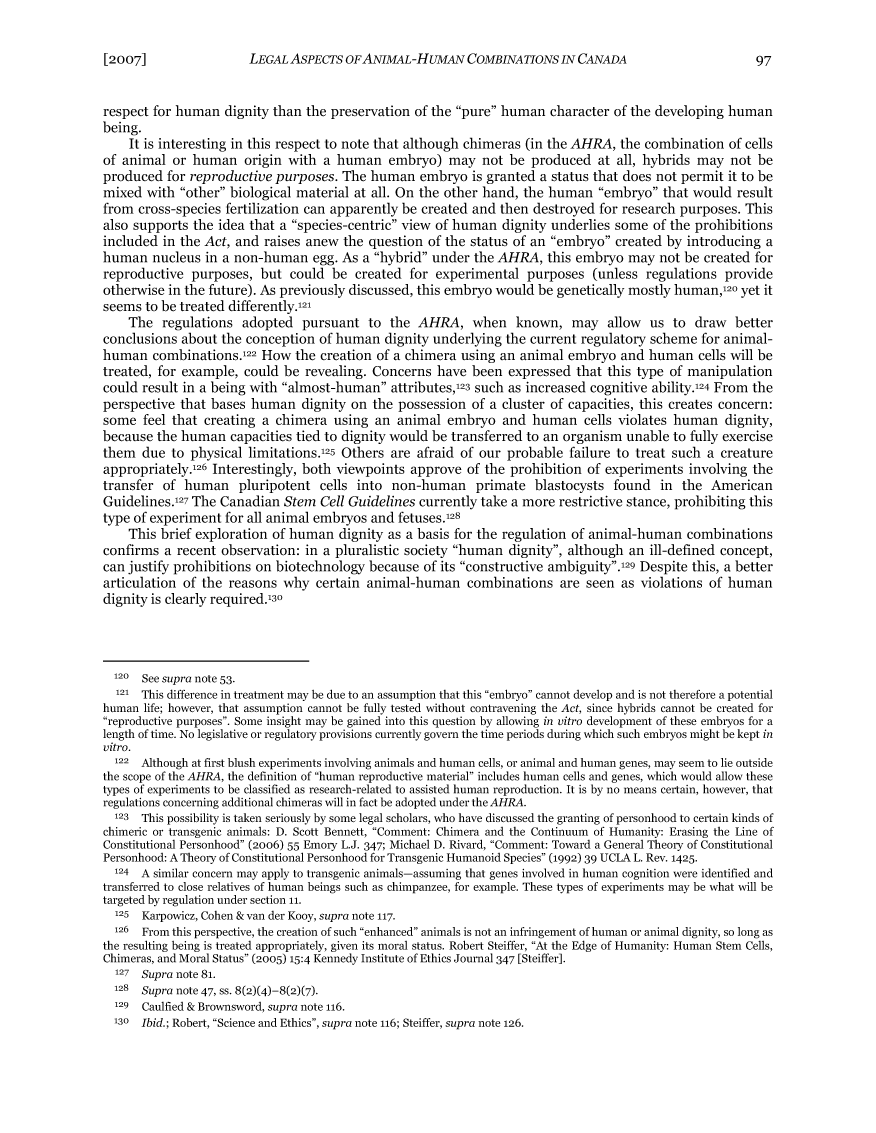 [2007] LEGAL ASPECTS OF ANIMAL-HUMAN COMBINATIONS IN CANADA 97
respect for human dignity than the preservation of the “pure” human character of the developing human
being.
It is interesting in this respect to note that although chimeras (in the AHRA, the combination of cells
of animal or human origin with a human embryo) may not be produced at all, hybrids may not be
produced for reproductive purposes. The human embryo is granted a status that does not permit it to be
mixed with “other” biological material at all. On the other hand, the human “embryo” that would result
from cross-species fertilization can apparently be created and then destroyed for research purposes. This
also supports the idea that a “species-centric” view of human dignity underlies some of the prohibitions
included in the Act, and raises anew the question of the status of an “embryo” created by introducing a
human nucleus in a non-human egg. As a “hybrid” under the AHRA, this embryo may not be created for
reproductive purposes, but could be created for experimental purposes (unless regulations provide
otherwise in the future). As previously discussed, this embryo would be genetically mostly human,120 yet it
seems to be treated differently.121
The regulations adopted pursuant to the AHRA, when known, may allow us to draw better
conclusions about the conception of human dignity underlying the current regulatory scheme for animal-
human combinations.122 How the creation of a chimera using an animal embryo and human cells will be
treated, for example, could be revealing. Concerns have been expressed that this type of manipulation
could result in a being with “almost-human” attributes,123 such as increased cognitive ability.124 From the
perspective that bases human dignity on the possession of a cluster of capacities, this creates concern:
some feel that creating a chimera using an animal embryo and human cells violates human dignity,
because the human capacities tied to dignity would be transferred to an organism unable to fully exercise
them due to physical limitations.125 Others are afraid of our probable failure to treat such a creature
appropriately.126 Interestingly, both viewpoints approve of the prohibition of experiments involving the
transfer of human pluripotent cells into non-human primate blastocysts found in the American
Guidelines.127 The Canadian Stem Cell Guidelines currently take a more restrictive stance, prohibiting this
type of experiment for all animal embryos and fetuses.128
This brief exploration of human dignity as a basis for the regulation of animal-human combinations
confirms a recent observation: in a pluralistic society “human dignity”, although an ill-defined concept,
can justify prohibitions on biotechnology because of its “constructive ambiguity”.129 Despite this, a better
articulation of the reasons why certain animal-human combinations are seen as violations of human
dignity is clearly required.130
120 See supra note 53.
121 This difference in treatment may be due to an assumption that this “embryo” cannot develop and is not therefore a potential
human life; however, that assumption cannot be fully tested without contravening the Act, since hybrids cannot be created for
“reproductive purposes”. Some insight may be gained into this question by allowing in vitro development of these embryos for a
length of time. No legislative or regulatory provisions currently govern the time periods during which such embryos might be kept in
vitro.
122 Although at first blush experiments involving animals and human cells, or animal and human genes, may seem to lie outside
the scope of the AHRA, the definition of “human reproductive material” includes human cells and genes, which would allow these
types of experiments to be classified as research-related to assisted human reproduction. It is by no means certain, however, that
regulations concerning additional chimeras will in fact be adopted under the AHRA.
123 This possibility is taken seriously by some legal scholars, who have discussed the granting of personhood to certain kinds of
chimeric or transgenic animals: D. Scott Bennett, “Comment: Chimera and the Continuum of Humanity: Erasing the Line of
Constitutional Personhood” (2006) 55 Emory L.J. 347; Michael D. Rivard, “Comment: Toward a General Theory of Constitutional
Personhood: A Theory of Constitutional Personhood for Transgenic Humanoid Species” (1992) 39 UCLA L. Rev. 1425.
124 A similar concern may apply to transgenic animals—assuming that genes involved in human cognition were identified and
transferred to close relatives of human beings such as chimpanzee, for example. These types of experiments may be what will be
targeted by regulation under section 11.
125 Karpowicz, Cohen & van der Kooy, supra note 117.
126 From this perspective, the creation of such “enhanced” animals is not an infringement of human or animal dignity, so long as
the resulting being is treated appropriately, given its moral status. Robert Steiffer, “At the Edge of Humanity: Human Stem Cells,
Chimeras, and Moral Status” (2005) 15:4 Kennedy Institute of Ethics Journal 347 [Steiffer].
127 Supra note 81.
128 Supra note 47, ss. 8(2)(4)–8(2)(7).
129 Caulfied & Brownsword, supra note 116.
130 Ibid.; Robert, “Science and Ethics”, supra note 116; Steiffer, supra note 126.